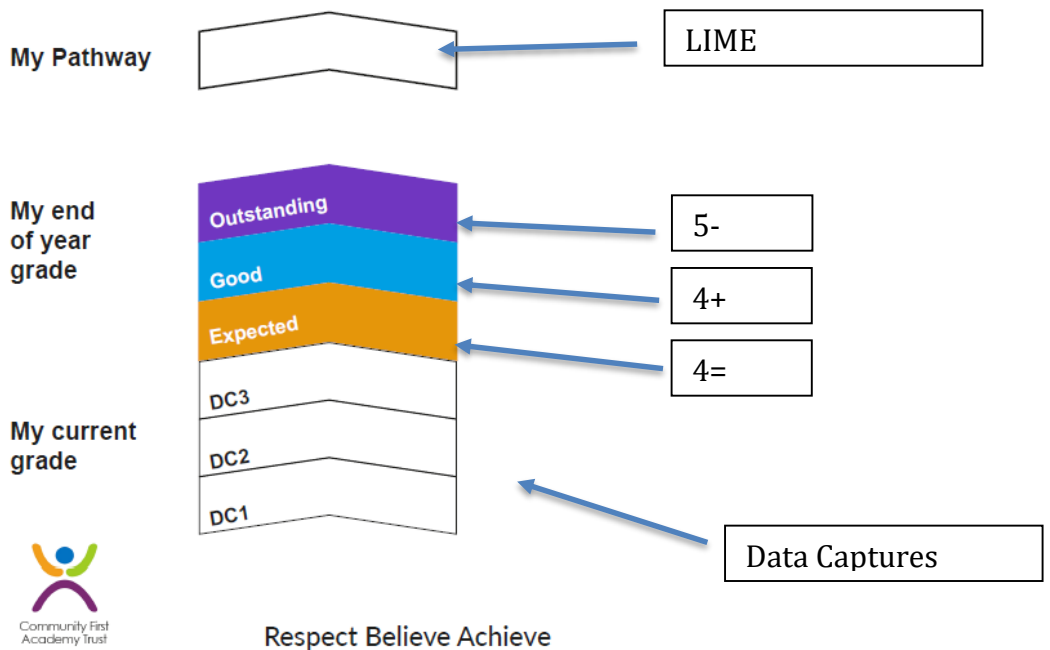 My Pathway
LIME
My end
of year
grade
Outstanding
5-
Good
4+
Expected
4=
DC3
My current
grade
DC2
DC1
Data Captures
Community First
Academy Trust
Respect Believe Achieve